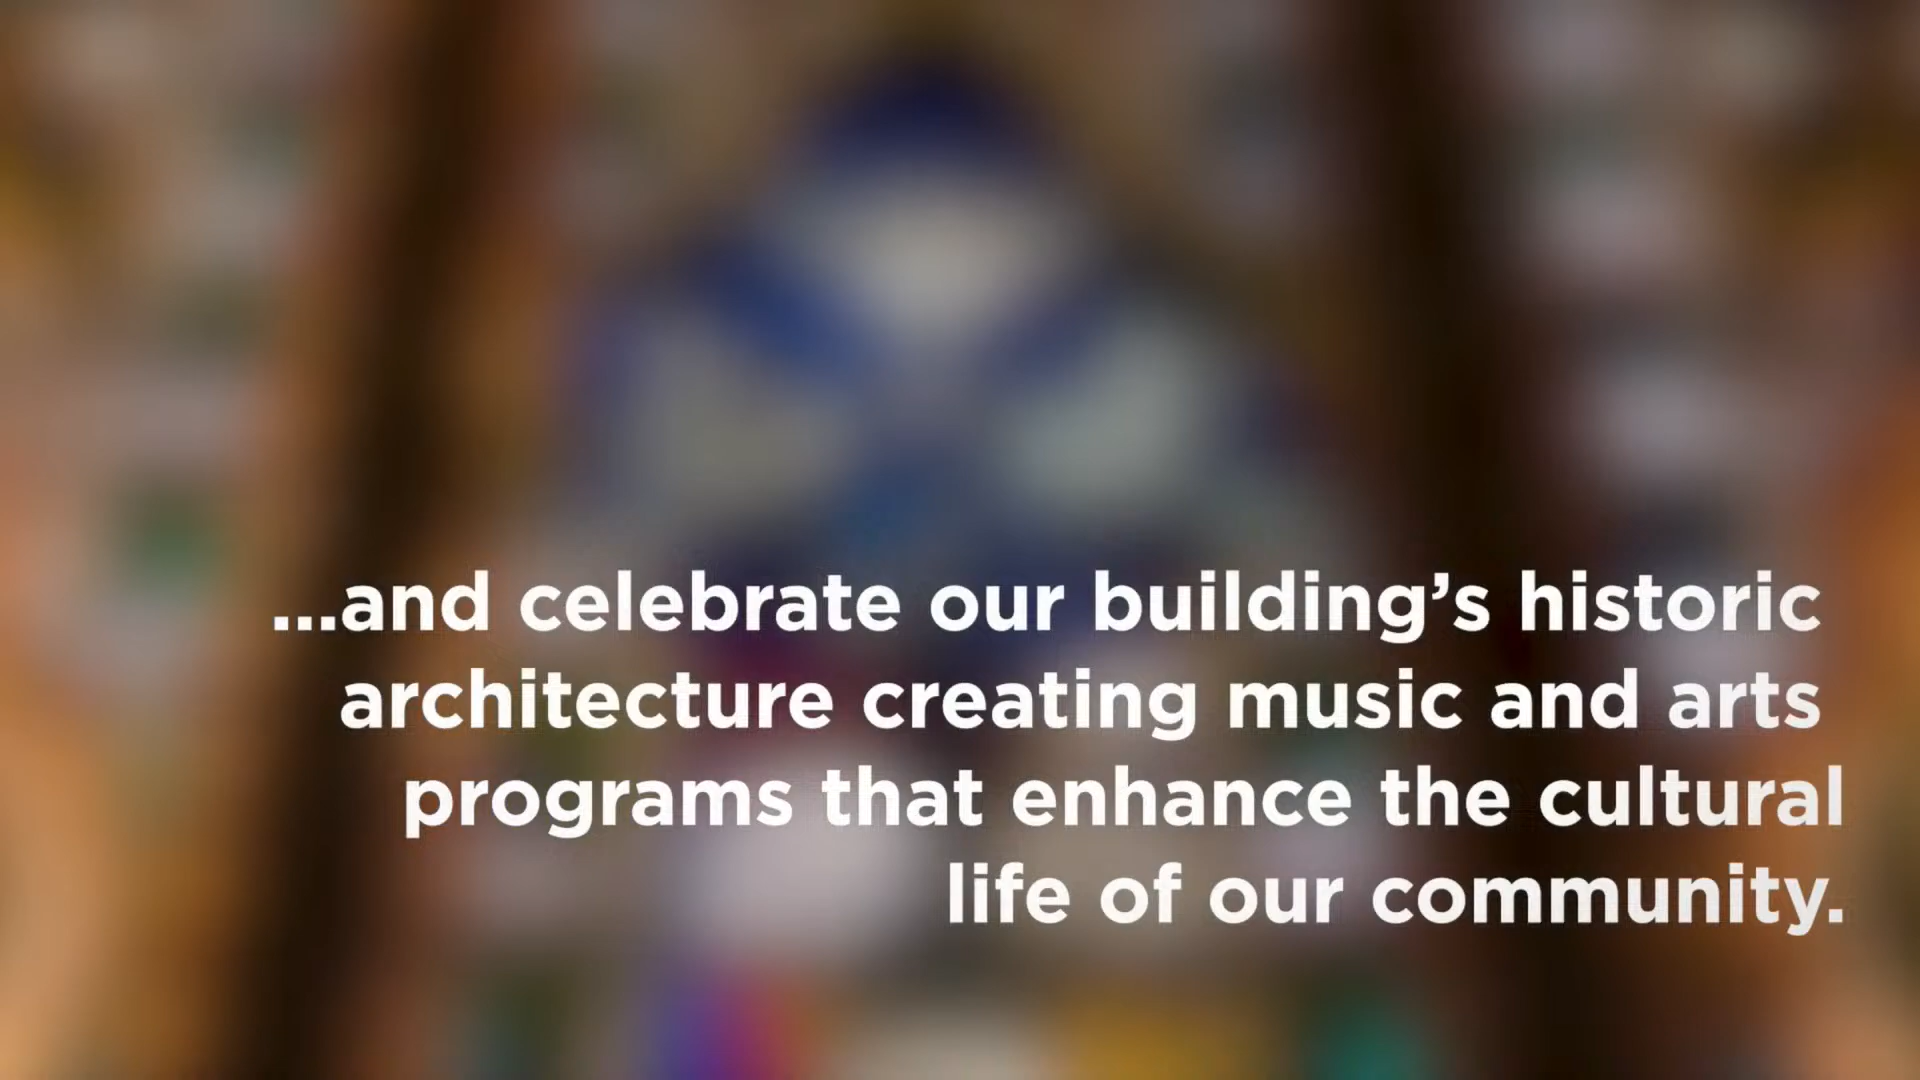 ...and celebrate our building’s historic
architecture creating music and arts
programs that enhance the cultural
life of our community.